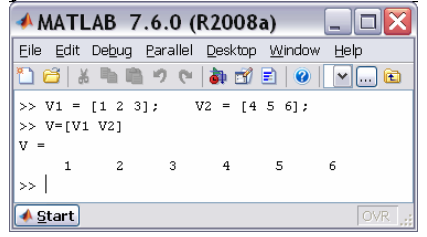 MATLAB 7.6.0 (R2008a)
File Edit Debug Parallel Desktop Window Help
>> V1 = [1 2 3]; V2 = [4 5 6];
>> V=[V1 V2]
V =
1 2 3 4 5 6
>>
Start OVR